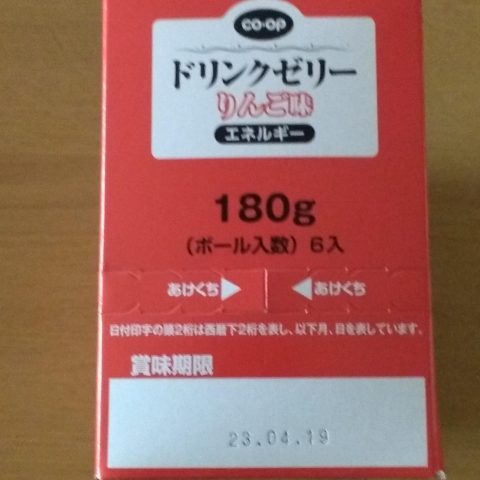 CO・OP
ドリンクゼリー
りんご味
エネルギー
180g
（ボール入数）6入
あけくち▶ ◀あけくち
日付印字の頭2桁は西暦下2桁を表し、以下月、日を表しています。
賞味期限
23.04.19